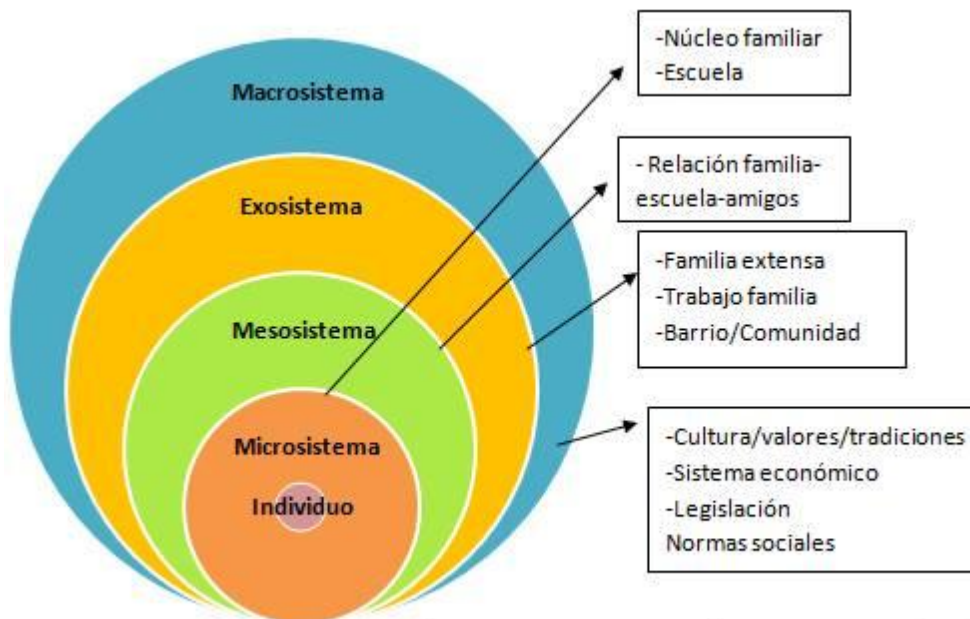 Macrosistema
Exosistema
Mesosistema
Microsistema
Individuo
-Núcleo familiar
-Escuela
- Relación familia-
escuela-amigos
-Familia extensa
-Trabajo familia
-Barrio/Comunidad
-Cultura/valores/tradiciones
-Sistema económico
-Legislación
Normas sociales